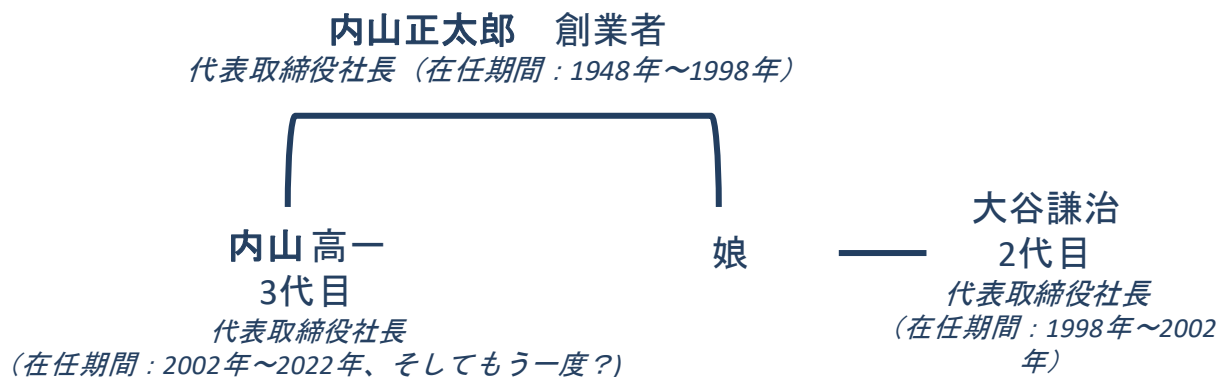 内山正太郎　創業者
代表取締役社長（在任期間：1948年～1998年）
内山 高一
3代目
代表取締役社長
（在任期間：2002年～2022年、そしてもう一度？)
娘
大谷謙治
2代目
代表取締役社長
（在任期間：1998年～2002
年）